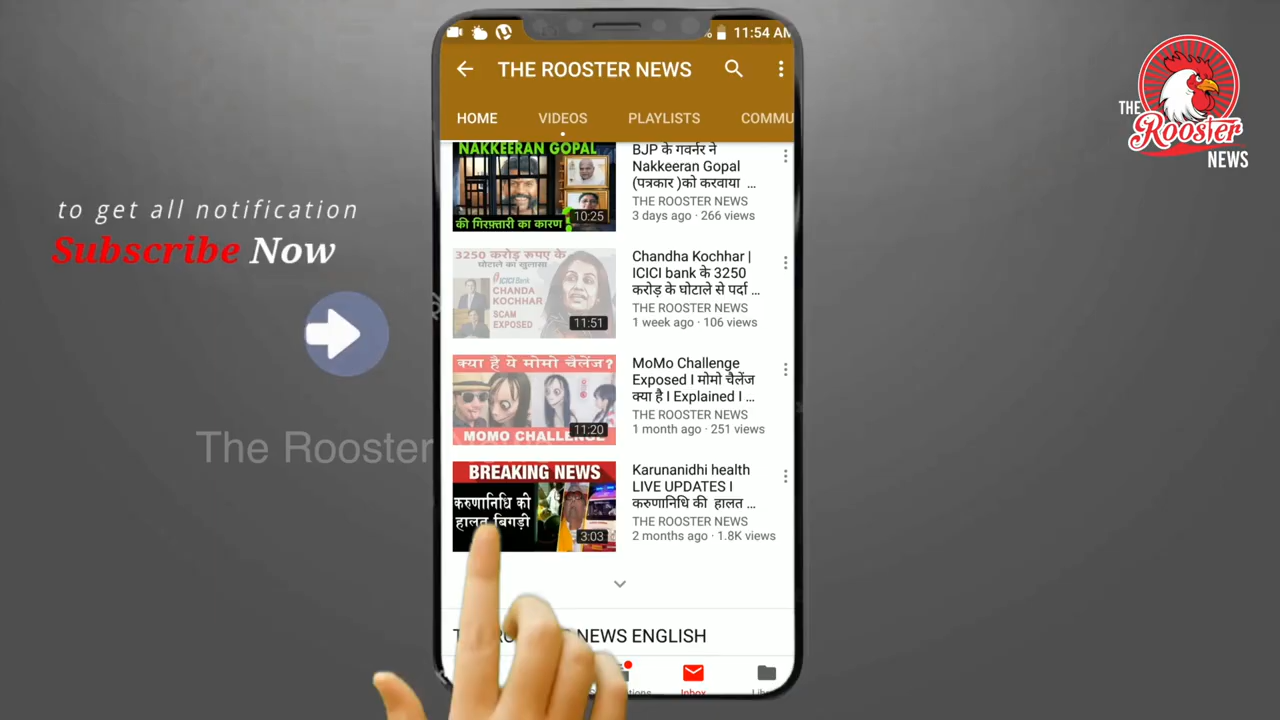 11:54 AM
THE ROOSTER NEWS
HOME VIDEOS PLAYLISTS COMMU
NAKKEERAN GOPAL
की गिरफ़्तारी का कारण !
10:25
BJP के गवर्नर ने
Nakkeeran Gopal
(पत्रकार )को करवाया ...
THE ROOSTER NEWS
3 days ago · 266 views
3250 करोड़ रुपए के
घोटाले का खुलासा
ICICI Bank
CHANDA
KOCHHAR
SCAM
EXPOSED
11:51
Chandha Kochhar |
ICICI bank के 3250
करोड़ के घोटाले से पर्दा ...
THE ROOSTER NEWS
1 week ago · 106 views
क्या है ये मोमो चैलेंज?
MOMO CHALLENGE
11:20
MoMo Challenge
Exposed I मोमो चैलेंज
क्या है I Explained I ...
THE ROOSTER NEWS
1 month ago · 251 views
BREAKING NEWS
करुणानिधि की
हालत बिगड़ी
3:03
Karunanidhi health
LIVE UPDATES I
करुणानिधि की हालत ...
THE ROOSTER NEWS
2 months ago · 1.8K views
NEWS ENGLISH
Inbox
to get all notification
Subscribe Now
The Rooster
THE
Rooster
NEWS